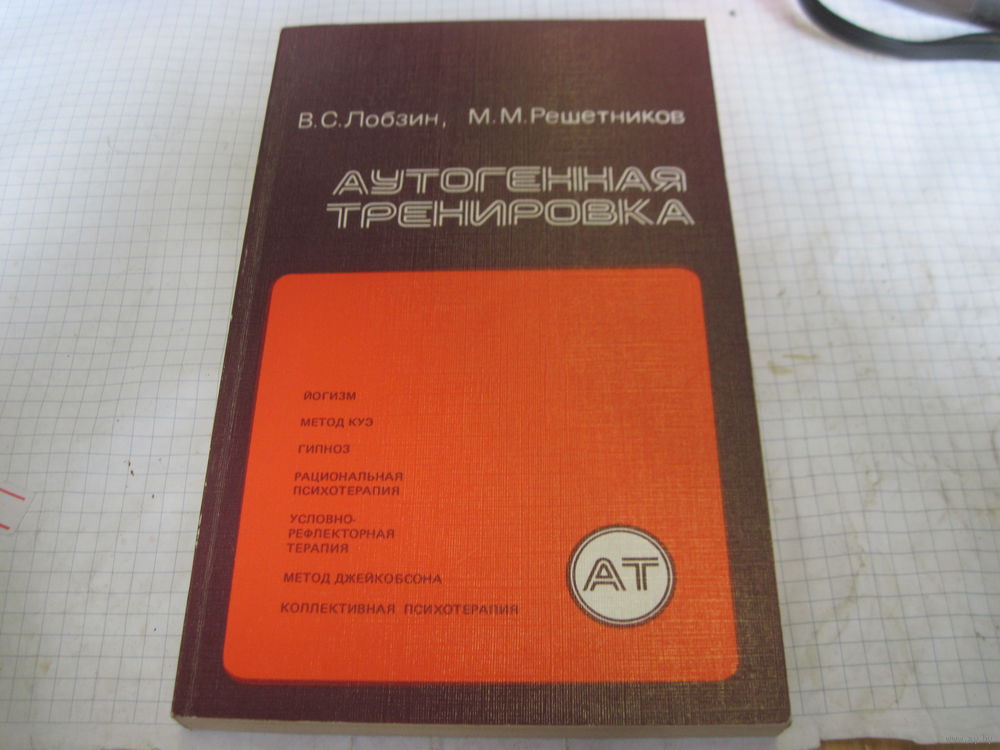 В.С.Лобзин, М.М.Решетников
АУТОГЕННАЯ
ТРЕНИРОВКА
ЙОГИЗМ
МЕТОД КУЭ
ГИПНОЗ
РАЦИОНАЛЬНАЯ
ПСИХОТЕРАПИЯ
УСЛОВНО-
РЕФЛЕКТОРНАЯ
ТЕРАПИЯ
МЕТОД ДЖЕЙКОБСОНА
КОЛЛЕКТИВНАЯ ПСИХОТЕРАПИЯ
АТ